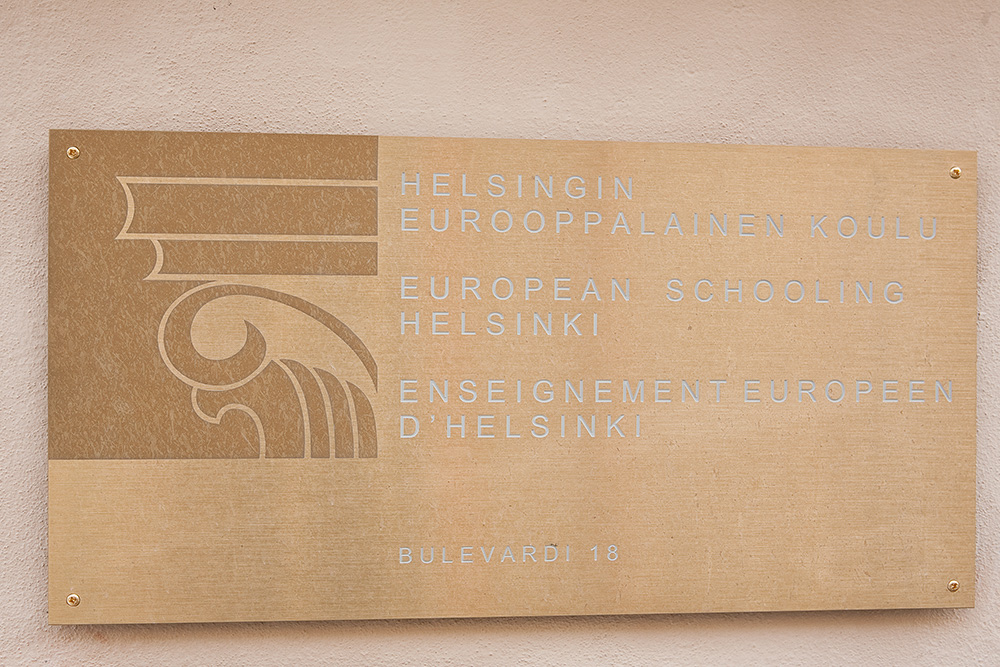 HELSINGIN
EUROOPPALAINEN KOULU
EUROPEAN SCHOOLING
HELSINKI
ENSEIGNEMENT EUROPEEN
D'HELSINKI
BULEVARDI 18